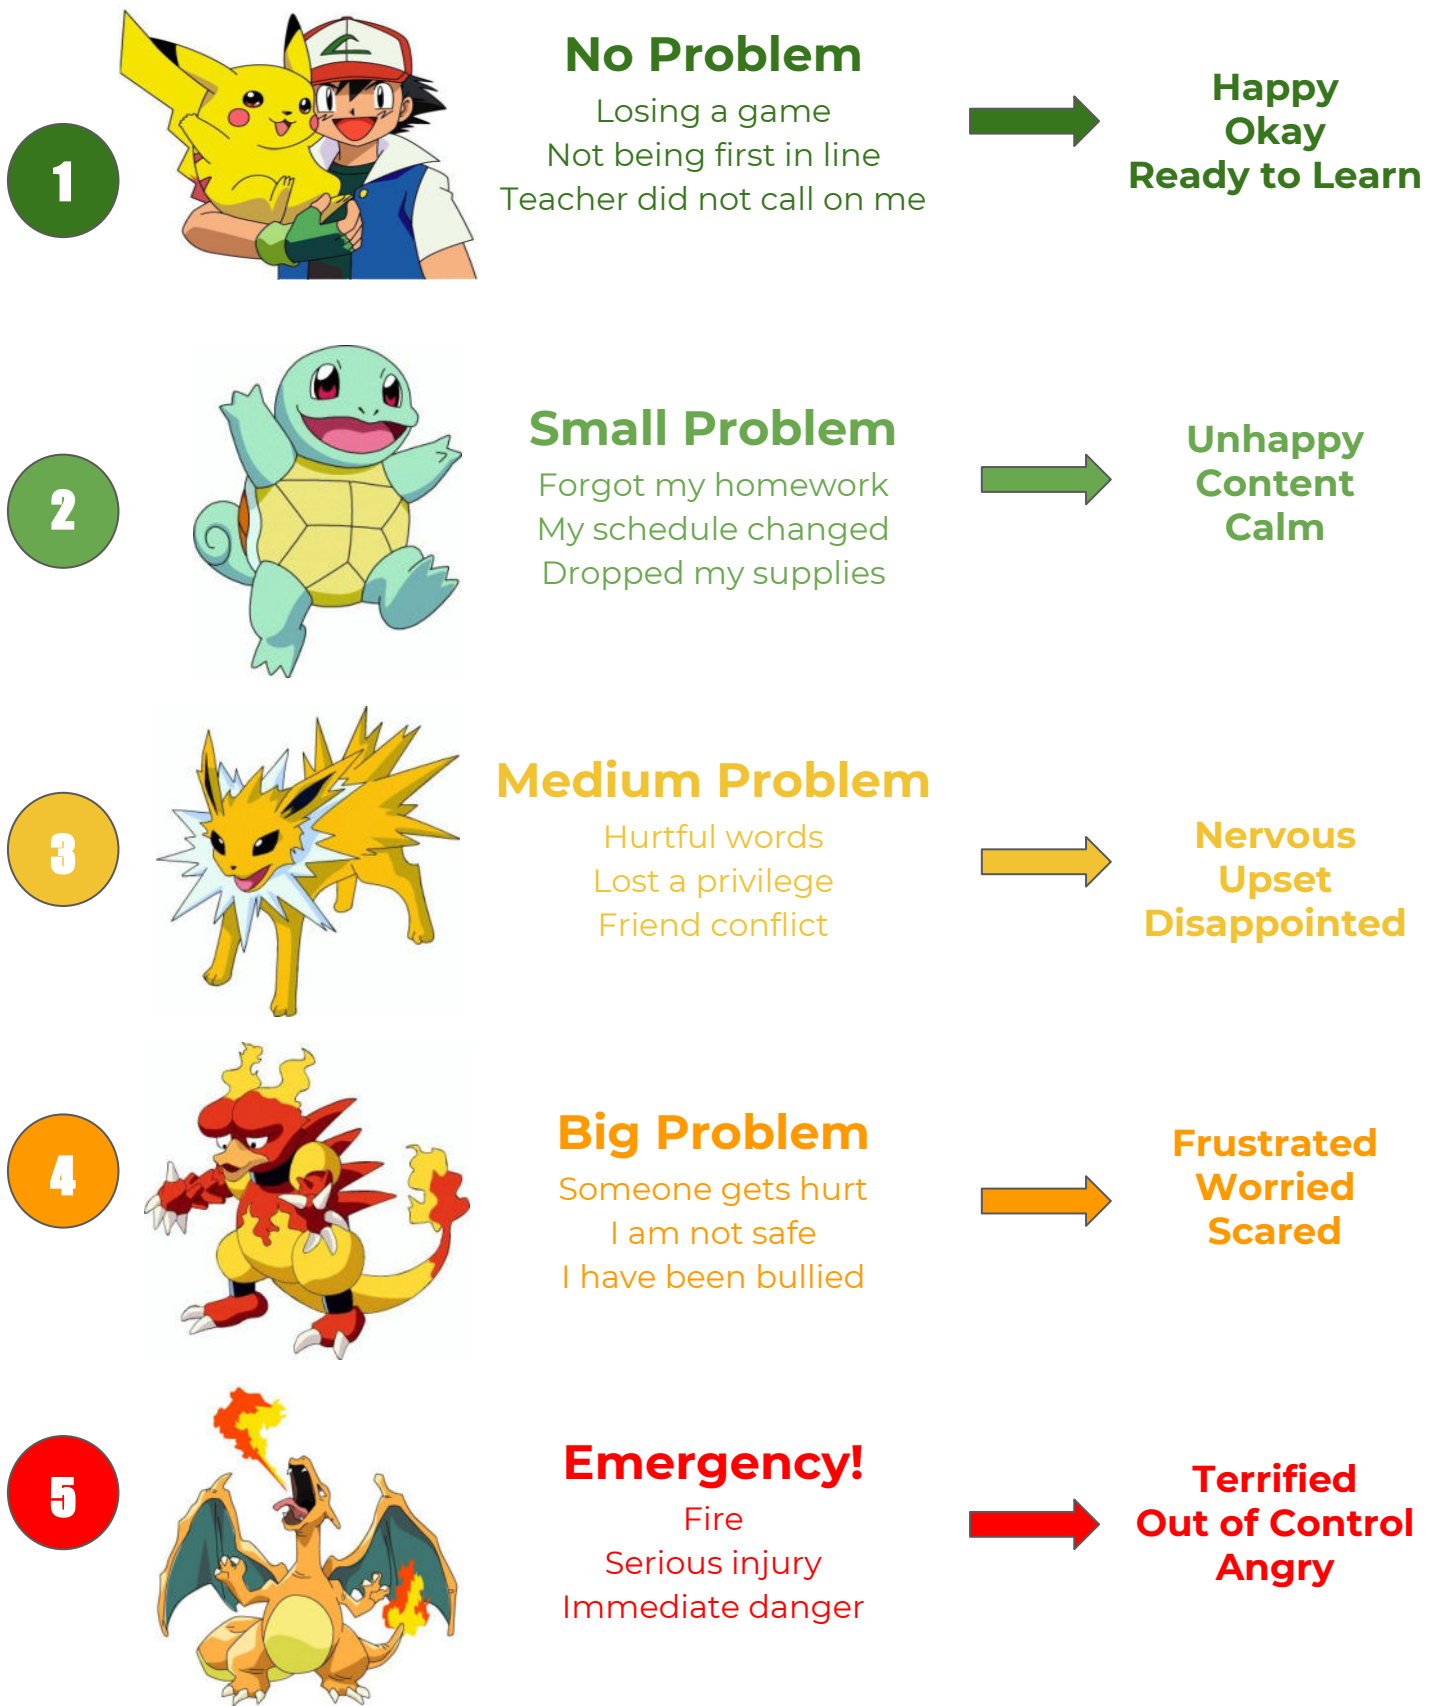 1
No Problem
Losing a game
Not being first in line
Teacher did not call on me
Happy
Okay
Ready to Learn
2
Small Problem
Forgot my homework
My schedule changed
Dropped my supplies
Unhappy
Content
Calm
3
Medium Problem
Hurtful words
Lost a privilege
Friend conflict
Nervous
Upset
Disappointed
4
Big Problem
Someone gets hurt
I am not safe
I have been bullied
Frustrated
Worried
Scared
5
Emergency!
Fire
Serious injury
Immediate danger
Terrified
Out of Control
Angry